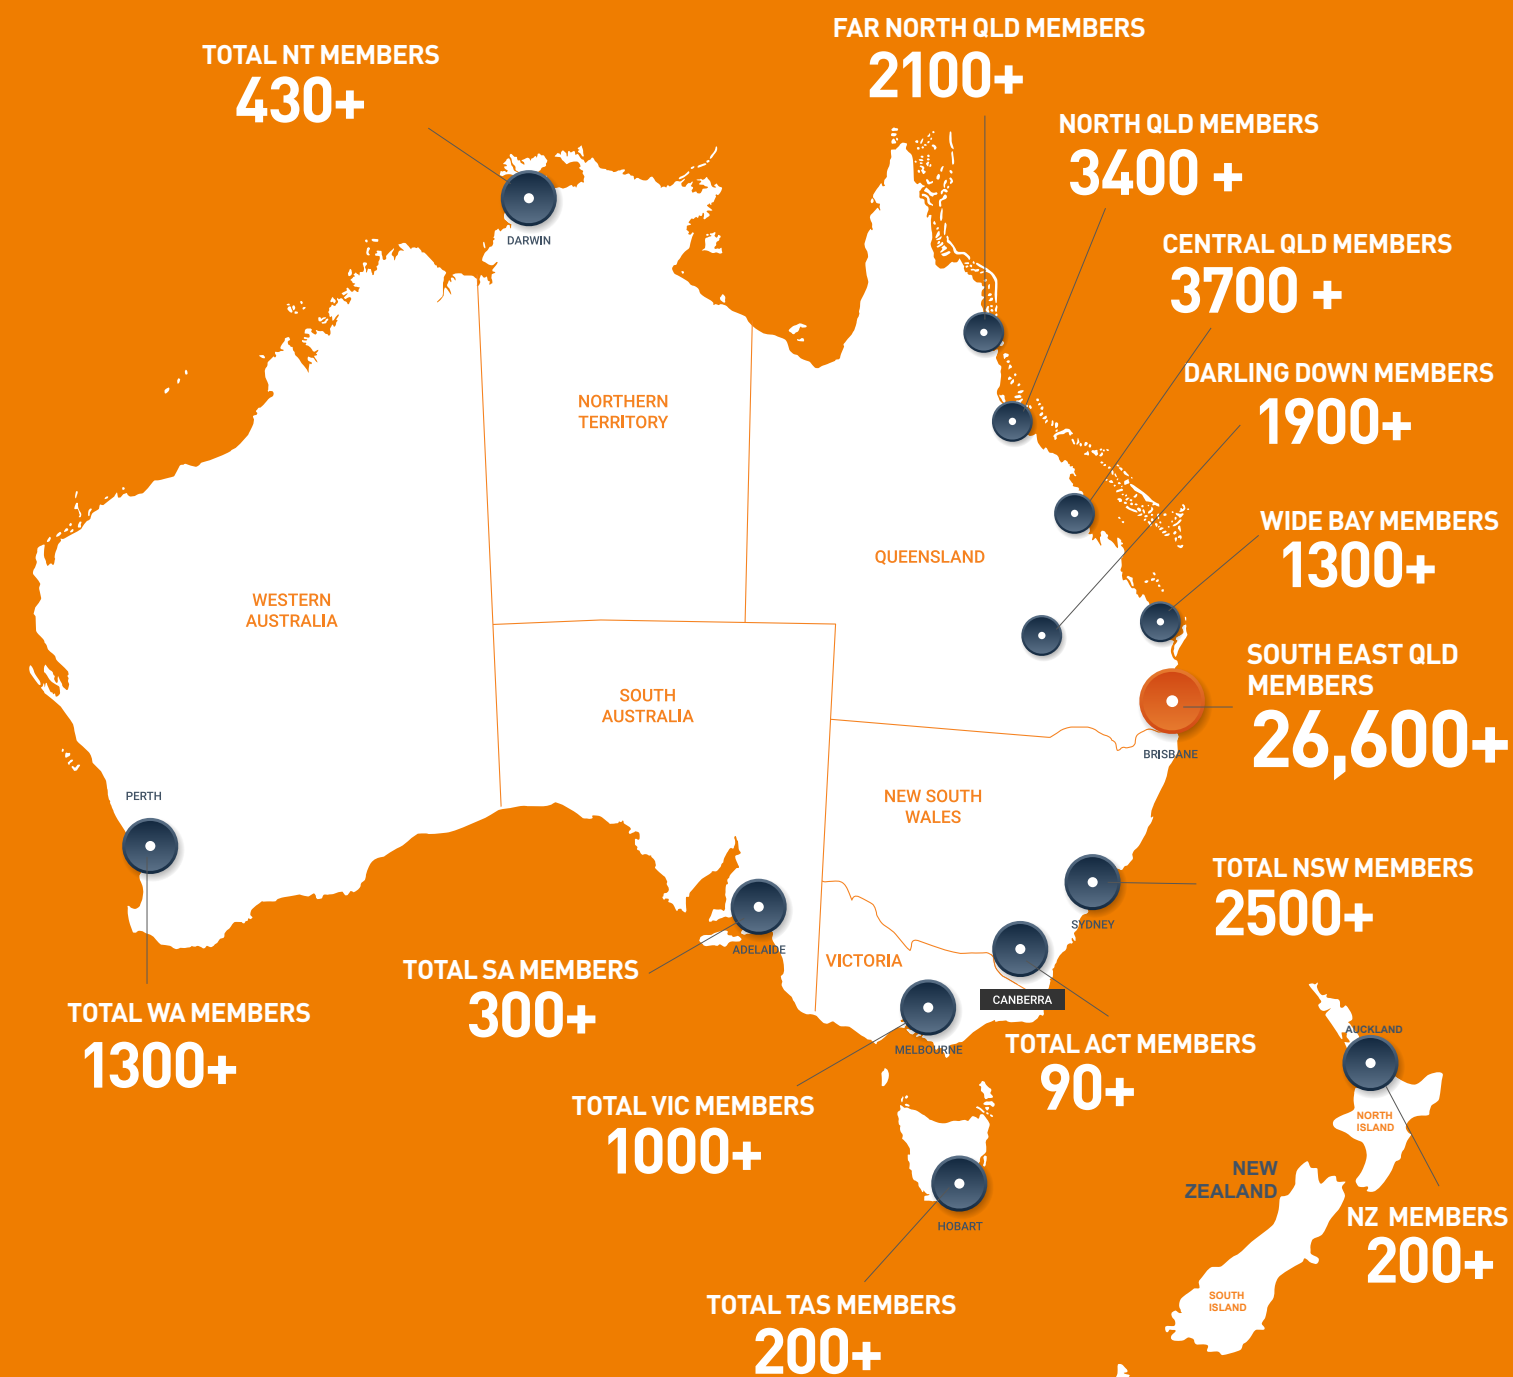 FAR NORTH QLD MEMBERS
2100+
TOTAL NT MEMBERS
430+
NORTH QLD MEMBERS
3400 +
CENTRAL QLD MEMBERS
3700 +
DARWIN
DARLING DOWN MEMBERS
1900+
NORTHERN
TERRITORY
WIDE BAY MEMBERS
1300+
QUEENSLAND
WESTERN
AUSTRALIA
SOUTH EAST QLD
MEMBERS
26,600+
SOUTH
AUSTRALIA
BRISBANE
PERTH
NEW SOUTH
WALES
TOTAL NSW MEMBERS
2500+
SYDNEY
ADELAIDE
VICTORIA
TOTAL SA MEMBERS
300+
CANBERRA
TOTAL WA MEMBERS
1300+
AUCKLAND
MELBOURNE
TOTAL ACT MEMBERS
90+
TOTAL VIC MEMBERS
1000+
NORTH
ISLAND
NEW
ZEALAND
HOBART
NZ  MEMBERS
200+
SOUTH
ISLAND
TOTAL TAS MEMBERS
200+